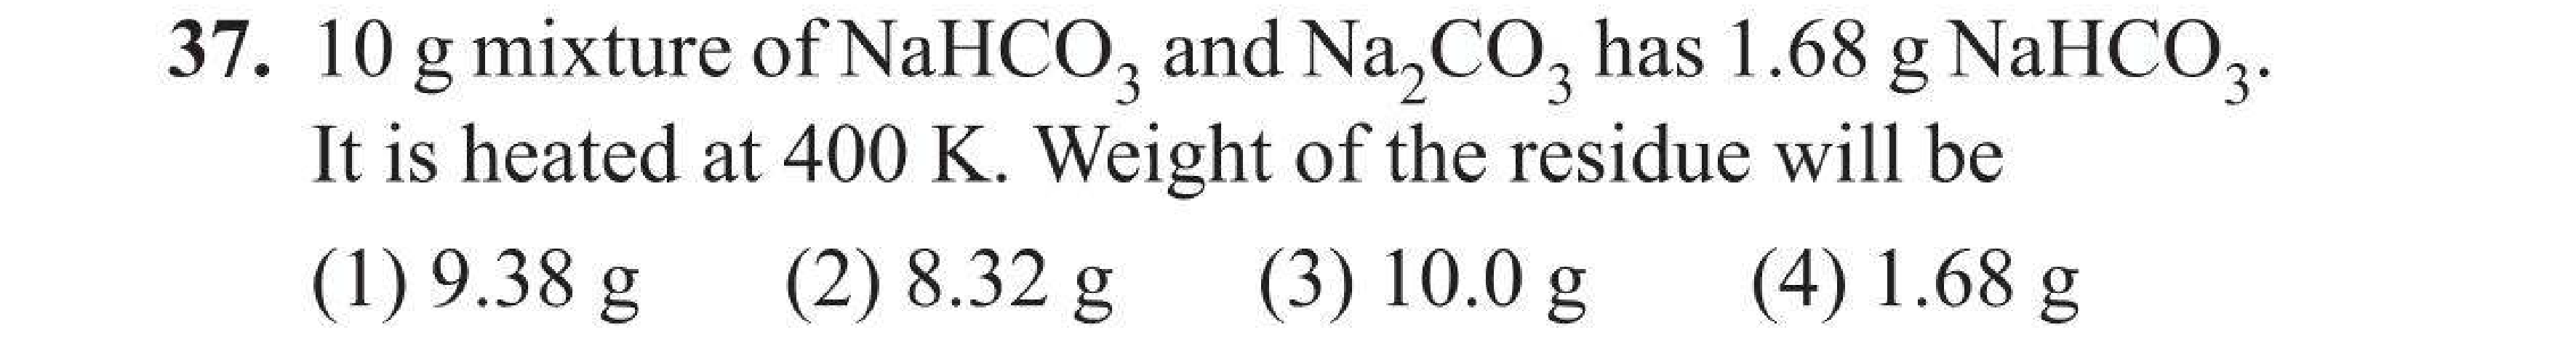 37. 10 g mixture of NaHCO₃ and Na₂CO₃ has 1.68 g NaHCO₃.
It is heated at 400 K. Weight of the residue will be
(1) 9.38 g (2) 8.32 g (3) 10.0 g (4) 1.68 g